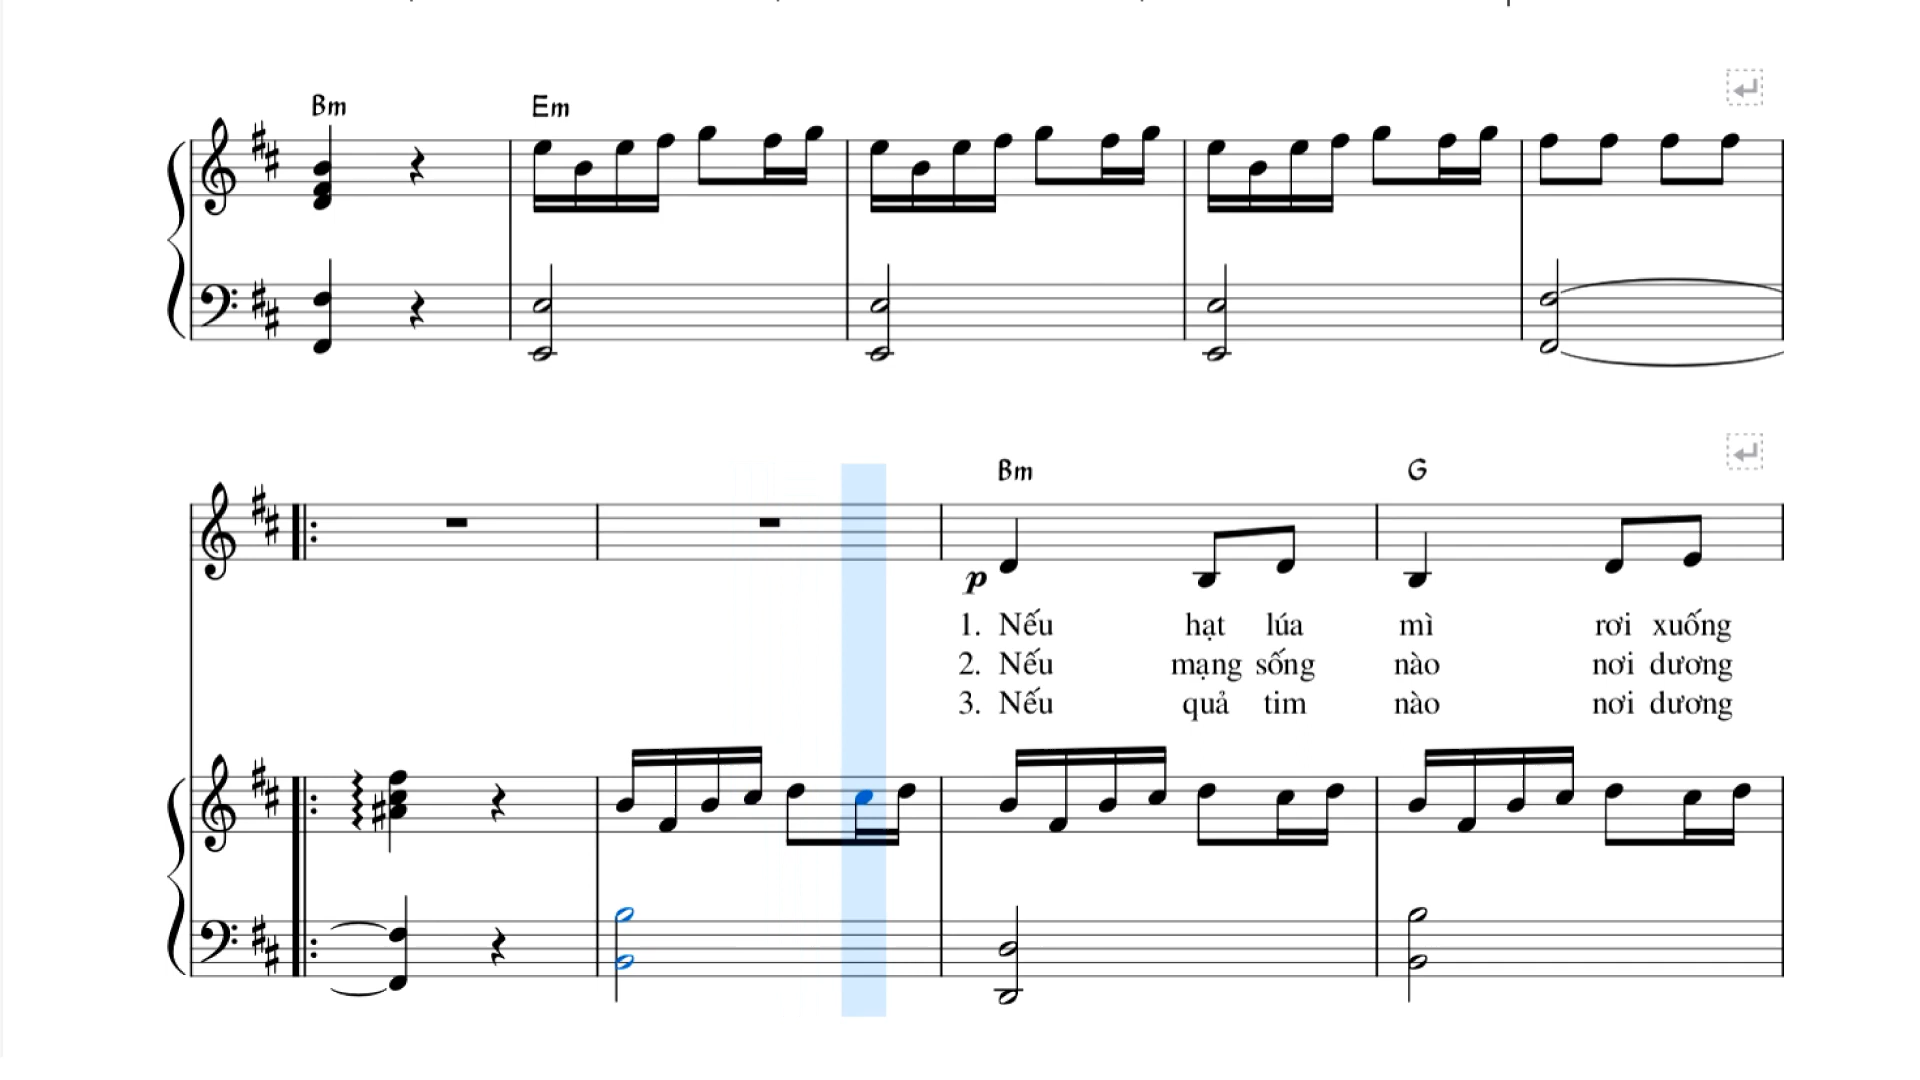 Bm Em
Bm G
p
1. Nếu hạt lúa mì rơi xuống
2. Nếu mạng sống nào nơi dương
3. Nếu quả tim nào nơi dương